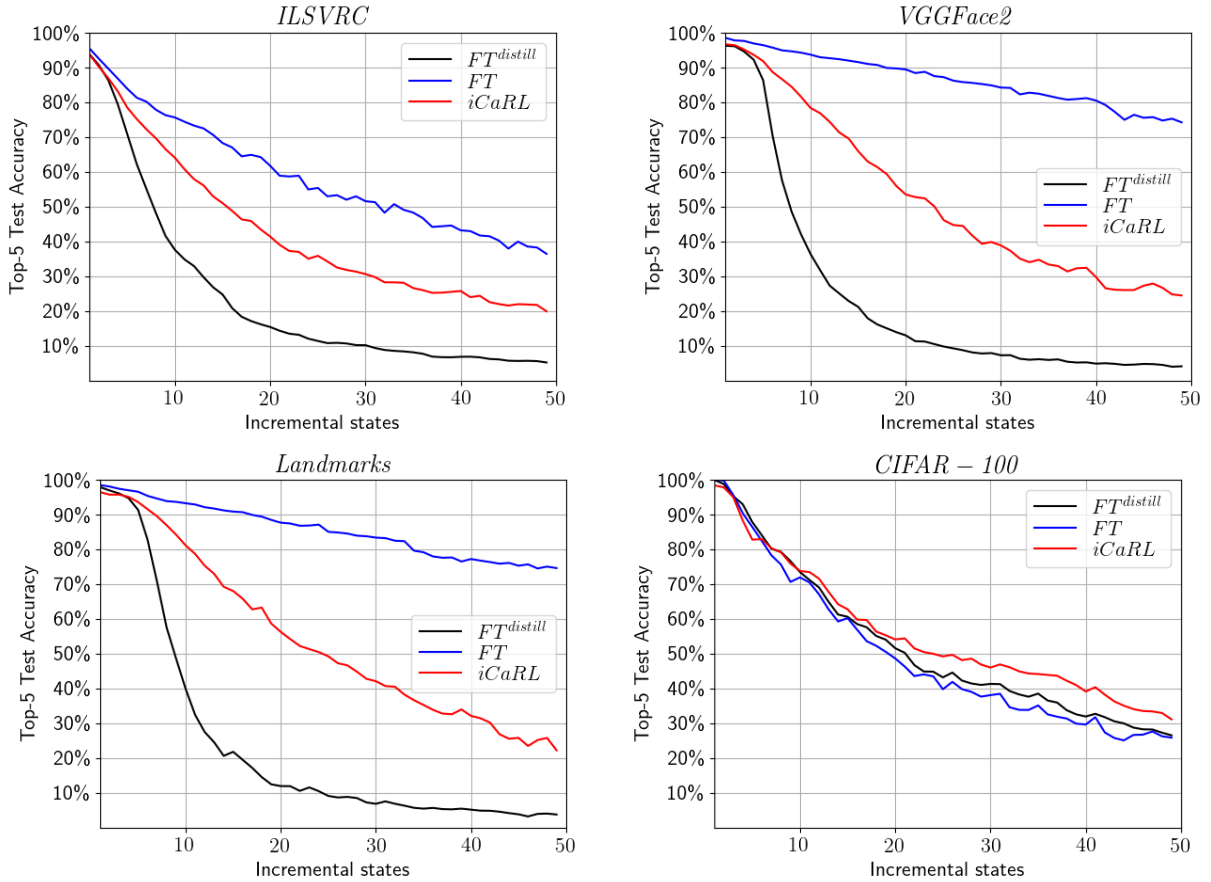 ILSVRC
100%
90%
80%
70%
60%
50%
40%
30%
20%
10%
Top-5 Test Accuracy
FT^distill
FT
iCaRL
10 20 30 40 50
Incremental states
VGGFace2
100%
90%
80%
70%
60%
50%
40%
30%
20%
10%
Top-5 Test Accuracy
FT^distill
FT
iCaRL
10 20 30 40 50
Incremental states
Landmarks
100%
90%
80%
70%
60%
50%
40%
30%
20%
10%
Top-5 Test Accuracy
FT^distill
FT
iCaRL
10 20 30 40 50
Incremental states
CIFAR – 100
100%
90%
80%
70%
60%
50%
40%
30%
20%
10%
Top-5 Test Accuracy
FT^distill
FT
iCaRL
10 20 30 40 50
Incremental states